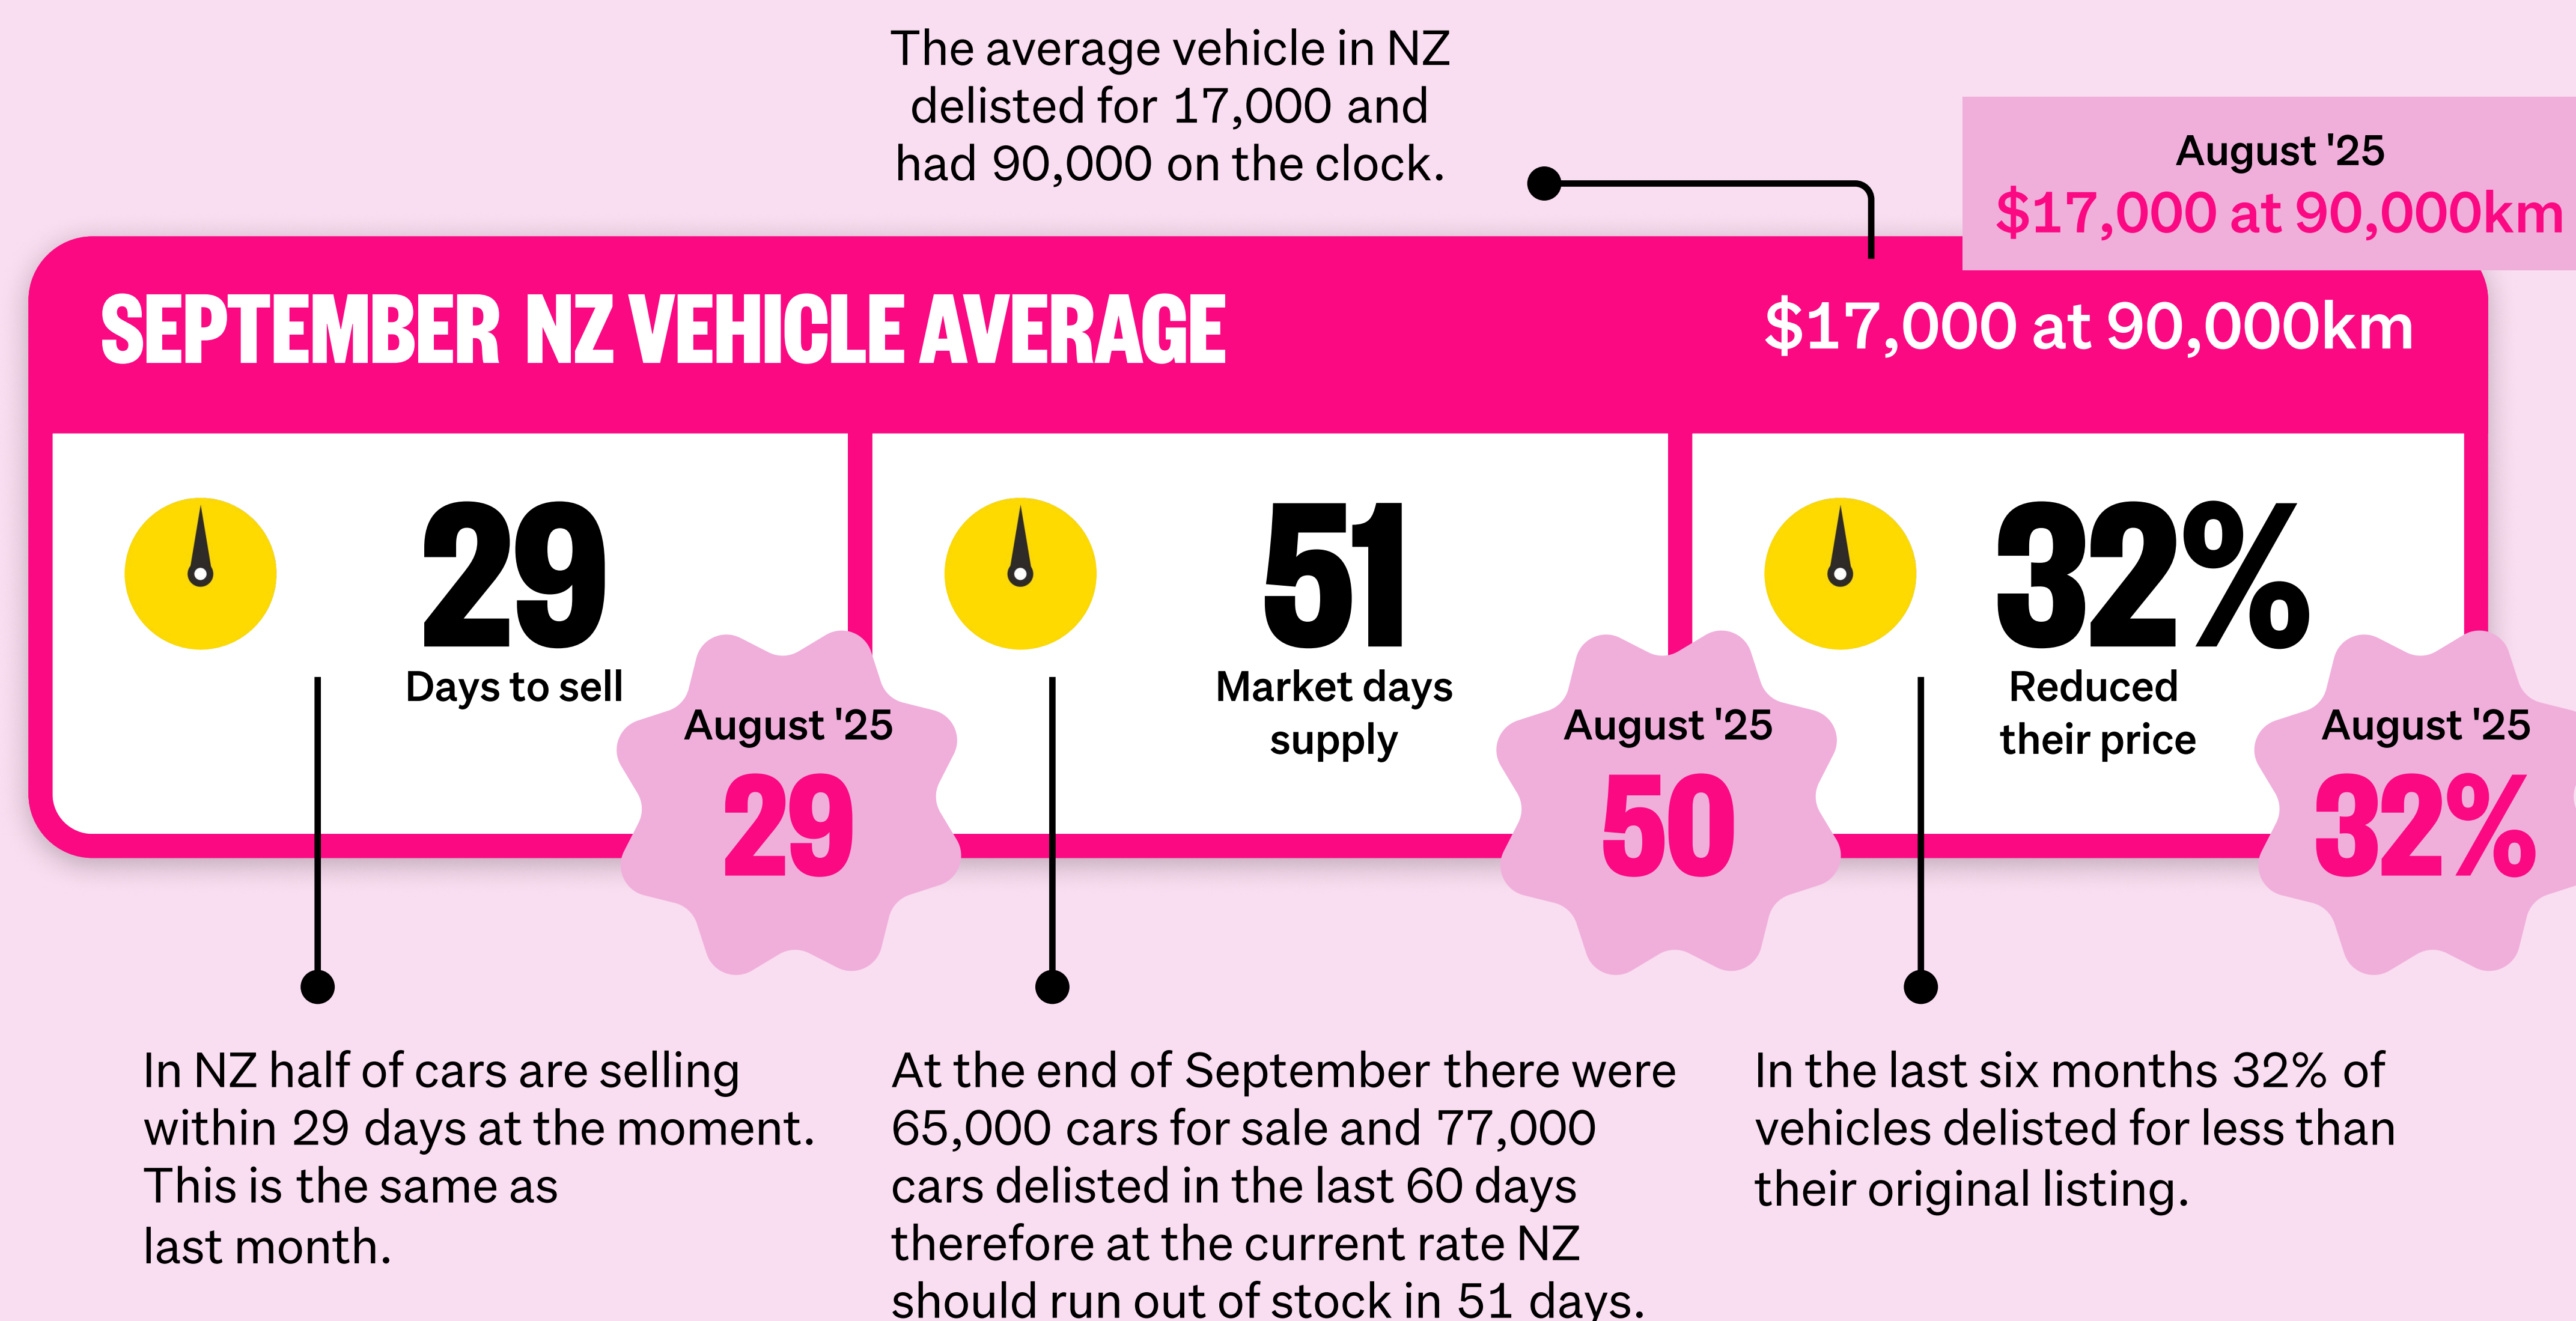 The average vehicle in NZ
delisted for 17,000 and
had 90,000 on the clock.
August '25
$17,000 at 90,000km
SEPTEMBER NZ VEHICLE AVERAGE
$17,000 at 90,000km
29
Days to sell
August '25
29
51
Market days
supply
August '25
50
32%
Reduced
their price
August '25
32%
In NZ half of cars are selling
within 29 days at the moment.
This is the same as
last month.
At the end of September there were
65,000 cars for sale and 77,000
cars delisted in the last 60 days
therefore at the current rate NZ
should run out of stock in 51 days.
In the last six months 32% of
vehicles delisted for less than
their original listing.